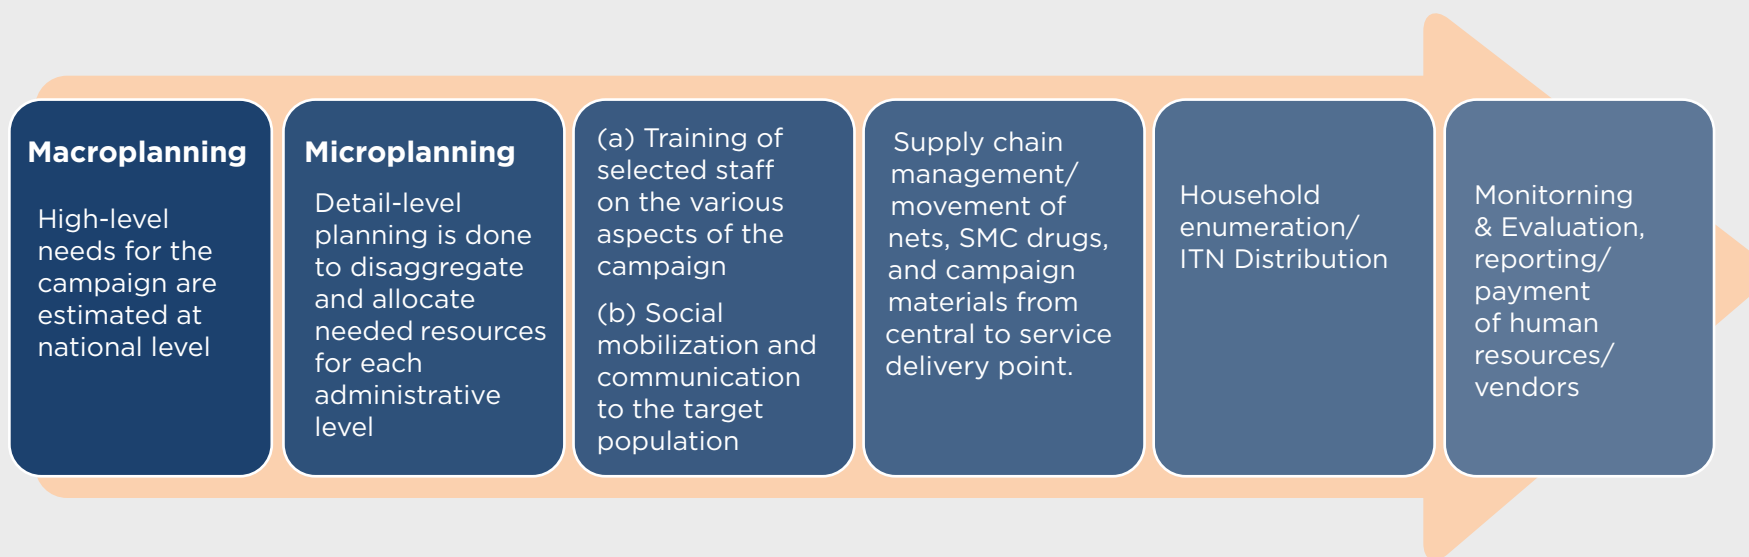 Macroplanning
High-level
needs for the
campaign are
estimated at
national level
Microplanning
Detail-level
planning is done
to disaggregate
and allocate
needed resources
for each
administrative
level
(a) Training of
selected staff
on the various
aspects of the
campaign
(b) Social
mobilization and
communication
to the target
population
Supply chain
management/
movement of
nets, SMC drugs,
and campaign
materials from
central to service
delivery point.
Household
enumeration/
ITN Distribution
Monitorning
& Evaluation,
reporting/
payment
of human
resources/
vendors